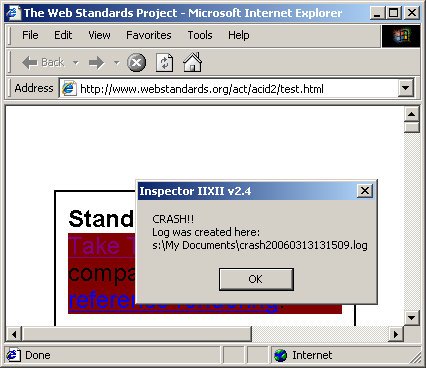 The Web Standards Project - Microsoft Internet Explorer
File Edit View Favorites Tools Help
Back
Address http://www.webstandards.org/act/acid2/test.html
Inspector IIXII v2.4
CRASH!!
Log was created here:
s:\My Documents\crash20060313131509.log
OK
Stand
Take T
compa
reference rendering.
Done Internet